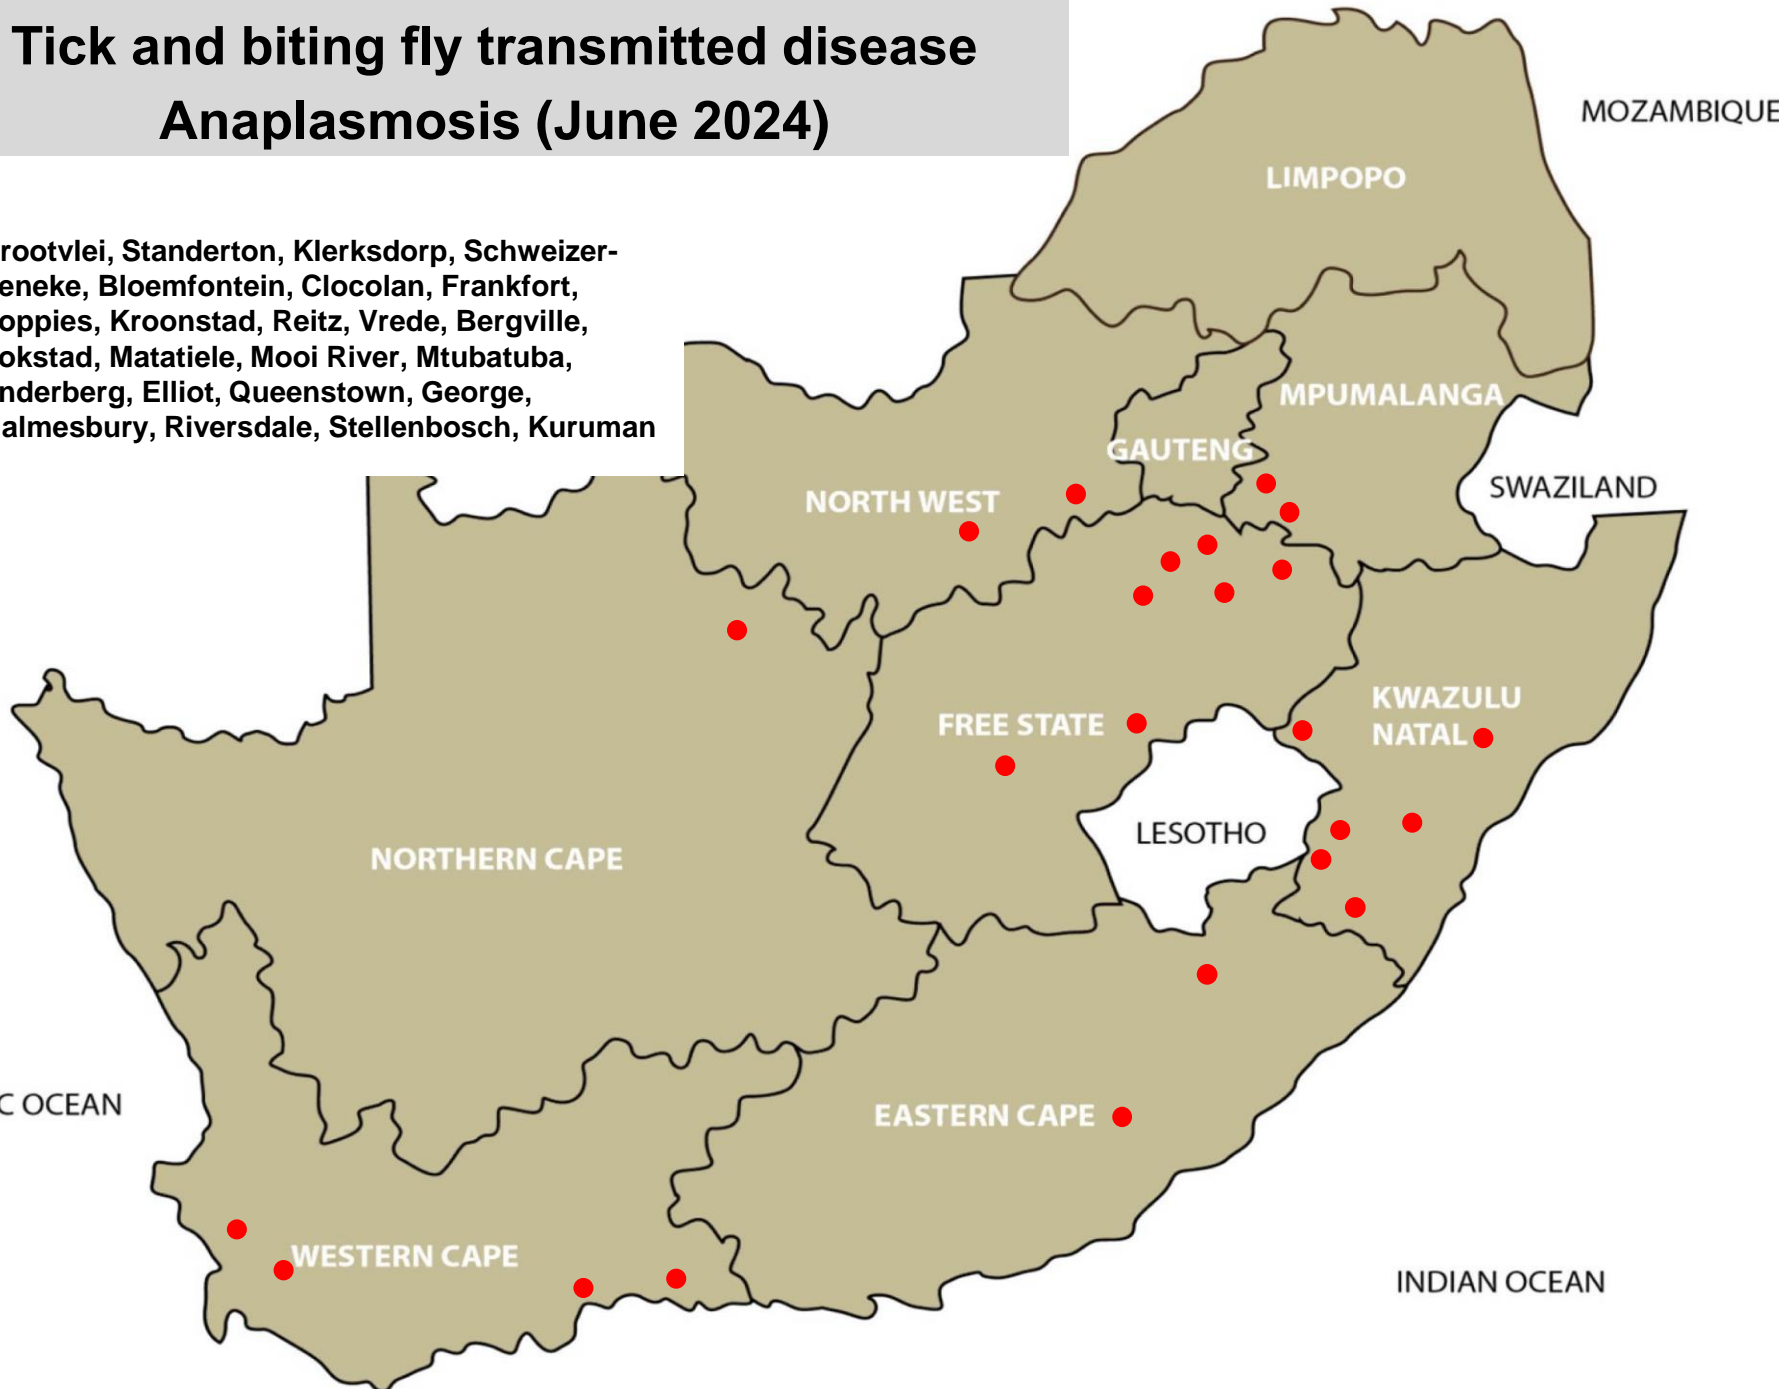 Tick and biting fly transmitted disease
Anaplasmosis (June 2024)
MOZAMBIQUE
LIMPOPO
rootvlei, Standerton, Klerksdorp, Schweizer-
eneke, Bloemfontein, Clocolan, Frankfort,
oppies, Kroonstad, Reitz, Vrede, Bergville,
okstad, Matatiele, Mooi River, Mtubatuba,
nderberg, Elliot, Queenstown, George,
almesbury, Riversdale, Stellenbosch, Kuruman
MPUMALANGA
GAUTENG
NORTH WEST
SWAZILAND
KWAZULU
NATAL
FREE STATE
LESOTHO
NORTHERN CAPE
C OCEAN
EASTERN CAPE
WESTERN CAPE
INDIAN OCEAN